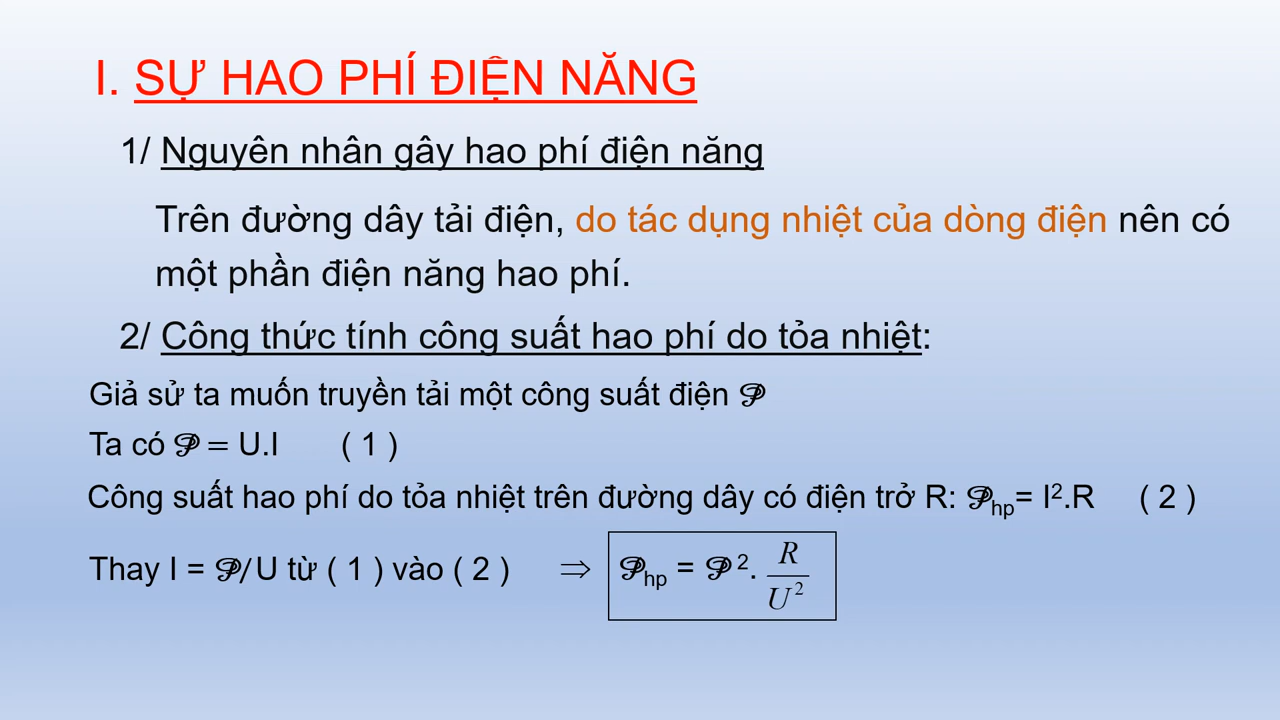 I. SỰ HAO PHÍ ĐIỆN NĂNG
1/ Nguyên nhân gây hao phí điện năng
Trên đường dây tải điện, do tác dụng nhiệt của dòng điện nên có
một phần điện năng hao phí.
2/ Công thức tính công suất hao phí do tỏa nhiệt:
Giả sử ta muốn truyền tải một công suất điện 𝒫
Ta có 𝒫 = U.I ( 1 )
Công suất hao phí do tỏa nhiệt trên đường dây có điện trở R: 𝒫hp= I².R ( 2 )
Thay I = 𝒫/U từ ( 1 ) vào ( 2 ) ⇒ 𝒫hp = 𝒫 ². R/U²